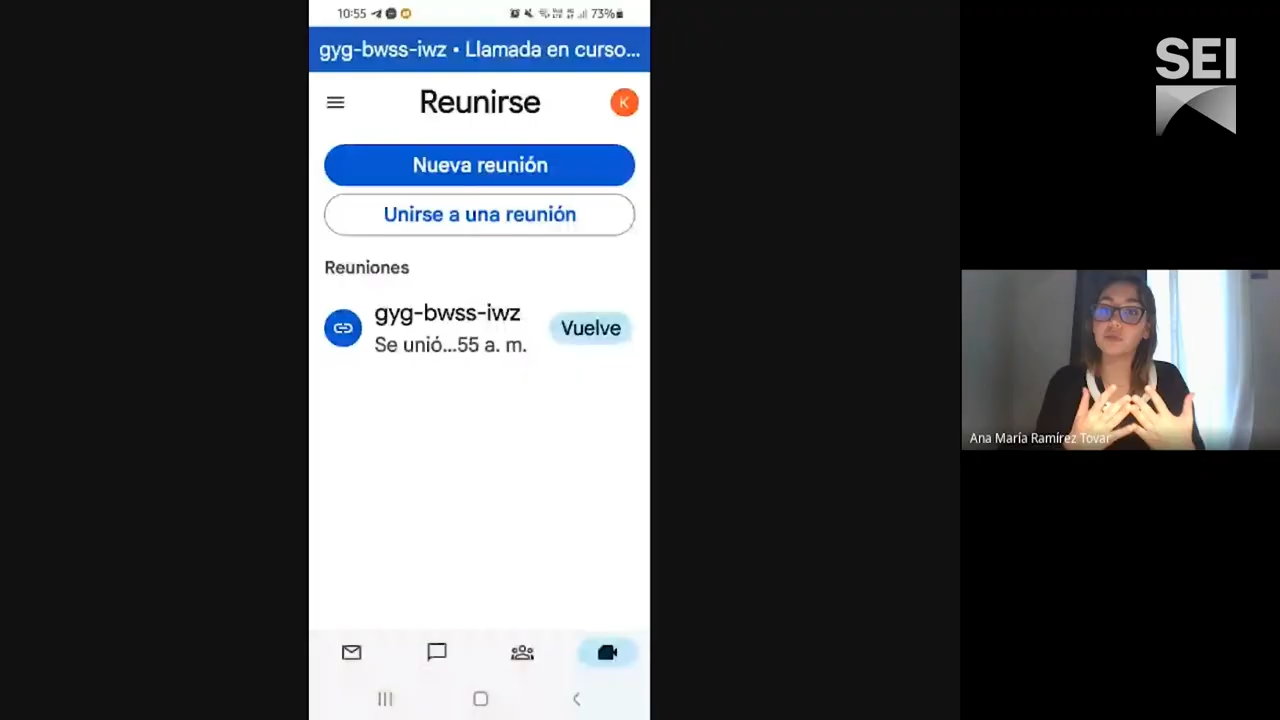 10:55
73%
gyg-bwss-iwz • Llamada en curso...
Reunirse
K
Nueva reunión
Unirse a una reunión
Reuniones
gyg-bwss-iwz
Se unió...55 a. m.
Vuelve
SEI
Ana María Ramírez Tovar